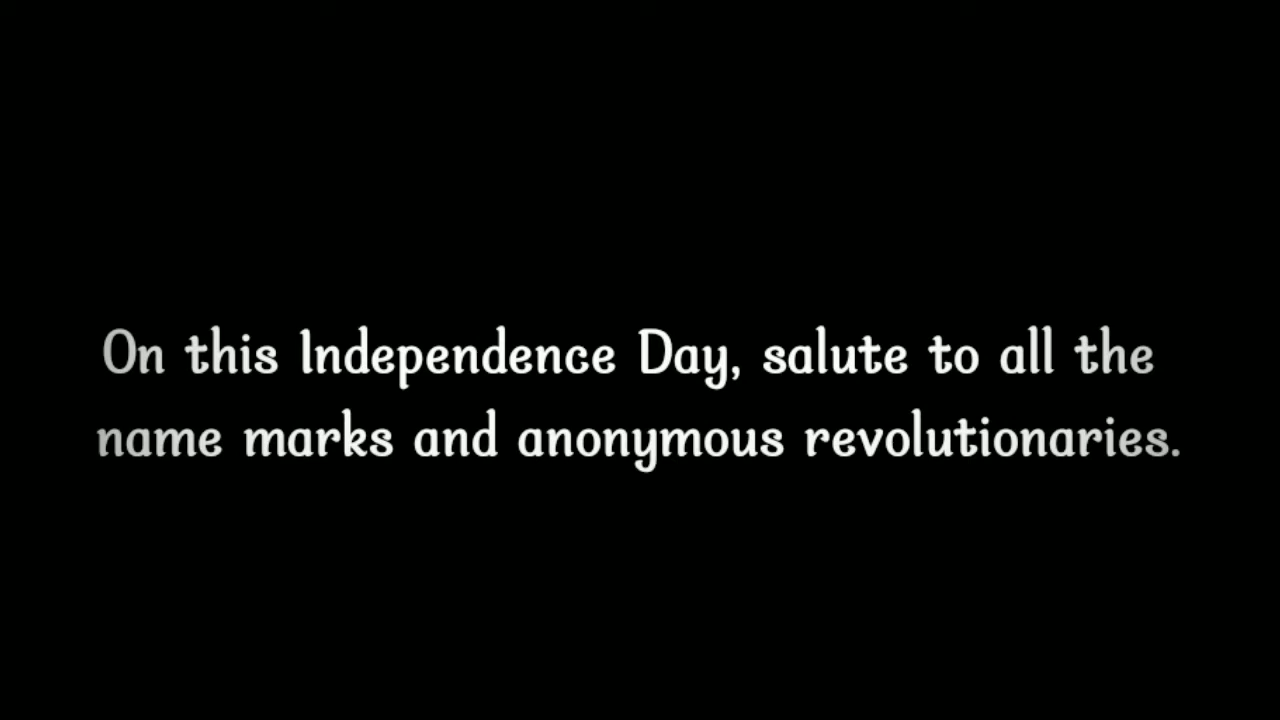 On this Independence Day, salute to all the
name marks and anonymous revolutionaries.